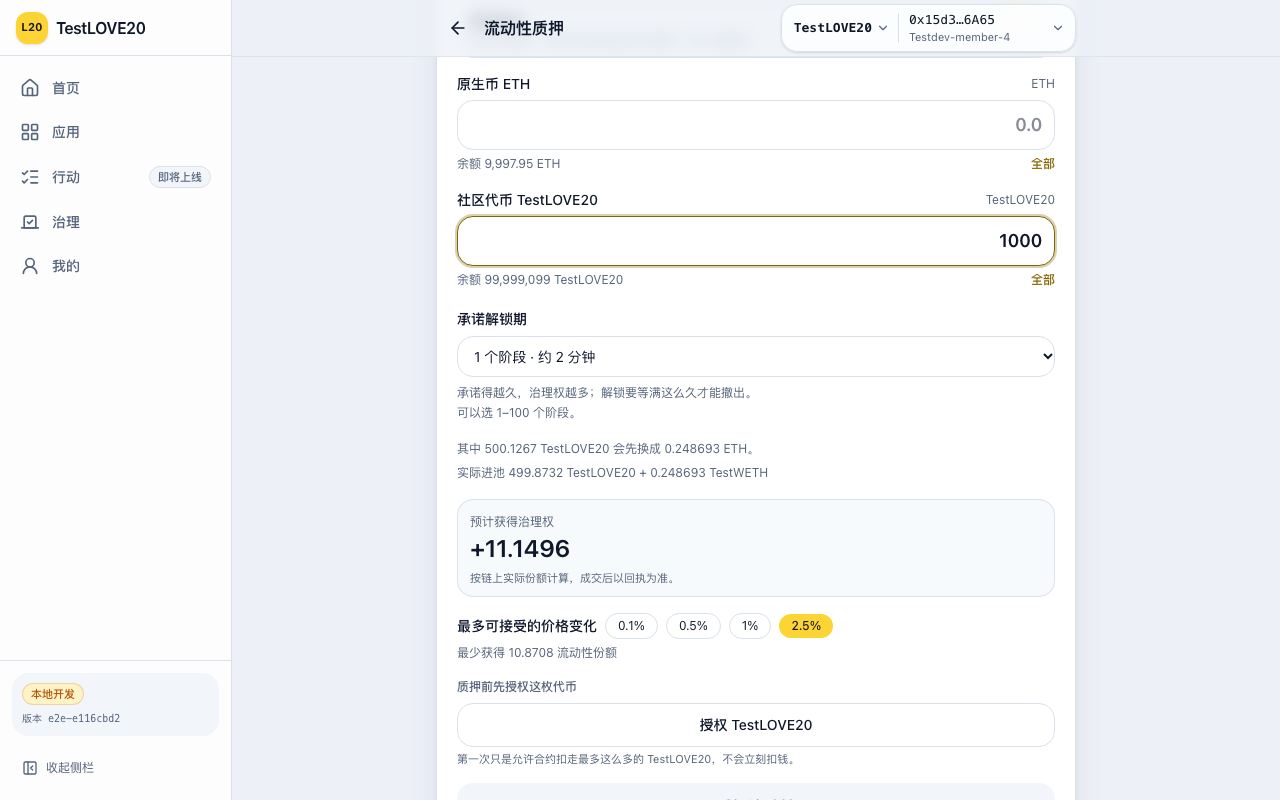 L20 TestLOVE20
首页
应用
行动 即将上线
治理
我的
本地开发
版本 e2e-e116cbd2
收起侧栏
流动性质押
TestLOVE20
0x15d3…6A65
Testdev-member-4
原生币 ETH ETH
0.0
余额 9,997.95 ETH 全部
社区代币 TestLOVE20 TestLOVE20
1000
余额 99,999,099 TestLOVE20 全部
承诺解锁期
1 个阶段 · 约 2 分钟
承诺得越久，治理权越多；解锁要等满这么久才能撤出。
可以选 1–100 个阶段。
其中 500.1267 TestLOVE20 会先换成 0.248693 ETH。
实际进池 499.8732 TestLOVE20 + 0.248693 TestWETH
预计获得治理权
+11.1496
按链上实际份额计算，成交后以回执为准。
最多可接受的价格变化 0.1% 0.5% 1% 2.5%
最少获得 10.8708 流动性份额
质押前先授权这枚代币
授权 TestLOVE20
第一次只是允许合约扣走最多这么多的 TestLOVE20，不会立刻扣钱。